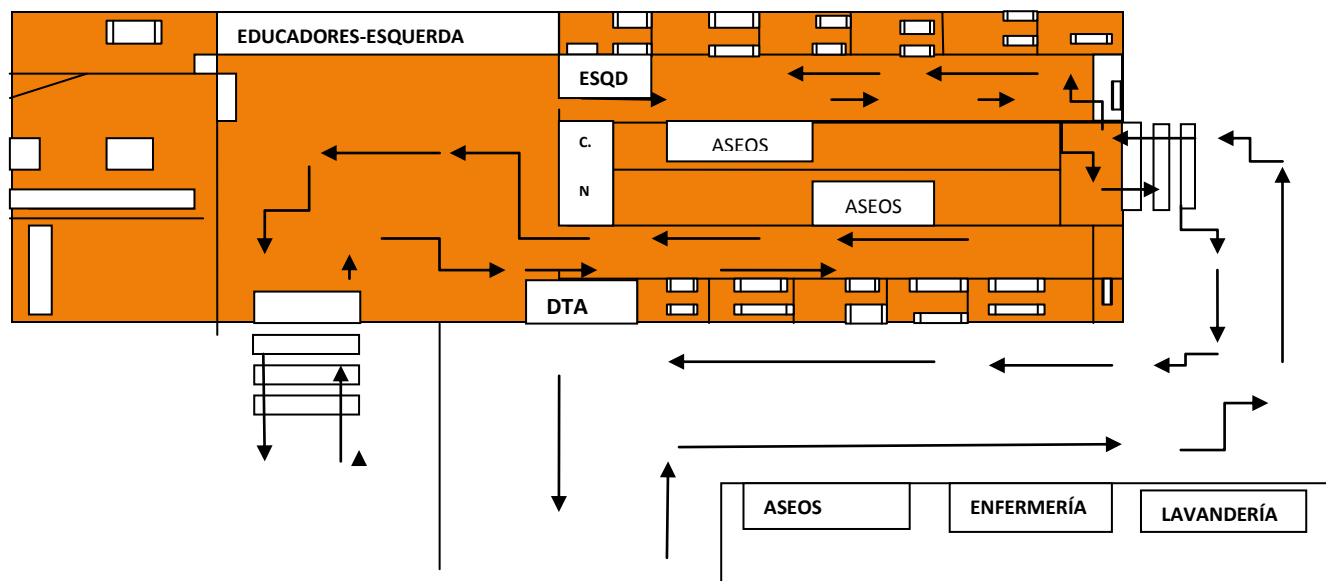 EDUCADORES-ESQUERDA
ESQD
C.
N
ASEOS
ASEOS
DTA
ASEOS
ENFERMERÍA
LAVANDERÍA